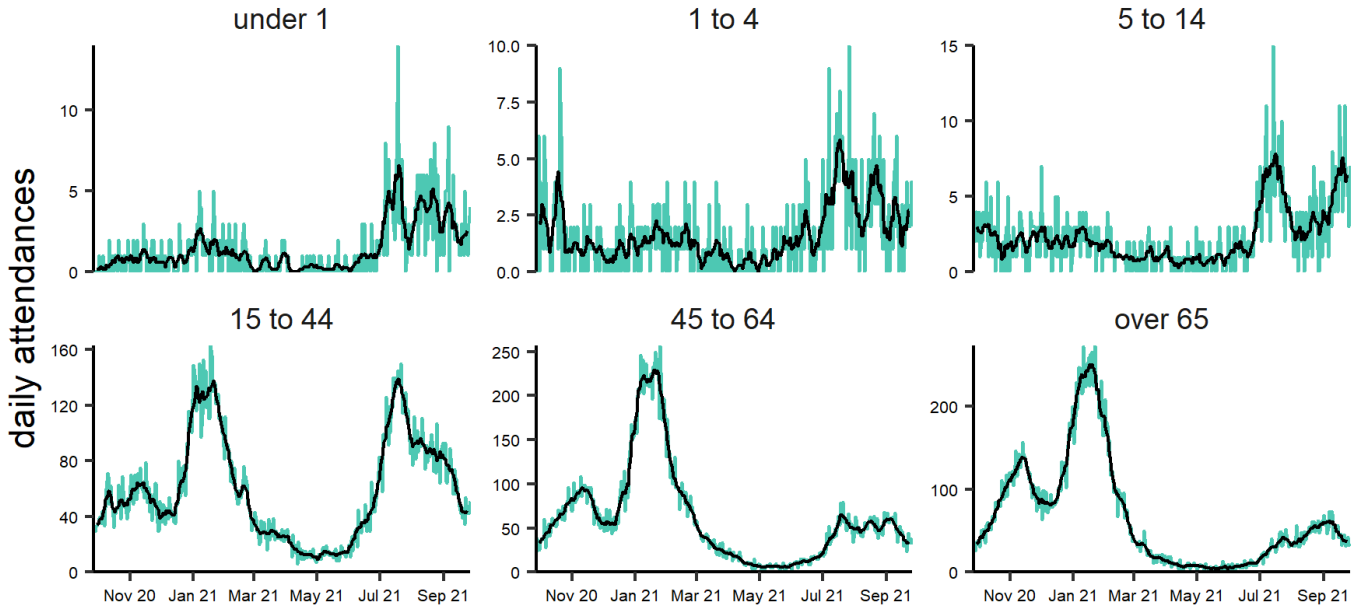 under 1
1 to 4
5 to 14
10
5
0
10.0
7.5
5.0
2.5
0.0
15
10
5
0
daily attendances
15 to 44
45 to 64
over 65
160
120
80
40
0
250
200
150
100
50
0
200
100
0
Nov 20 Jan 21 Mar 21 May 21 Jul 21 Sep 21
Nov 20 Jan 21 Mar 21 May 21 Jul 21 Sep 21
Nov 20 Jan 21 Mar 21 May 21 Jul 21 Sep 21